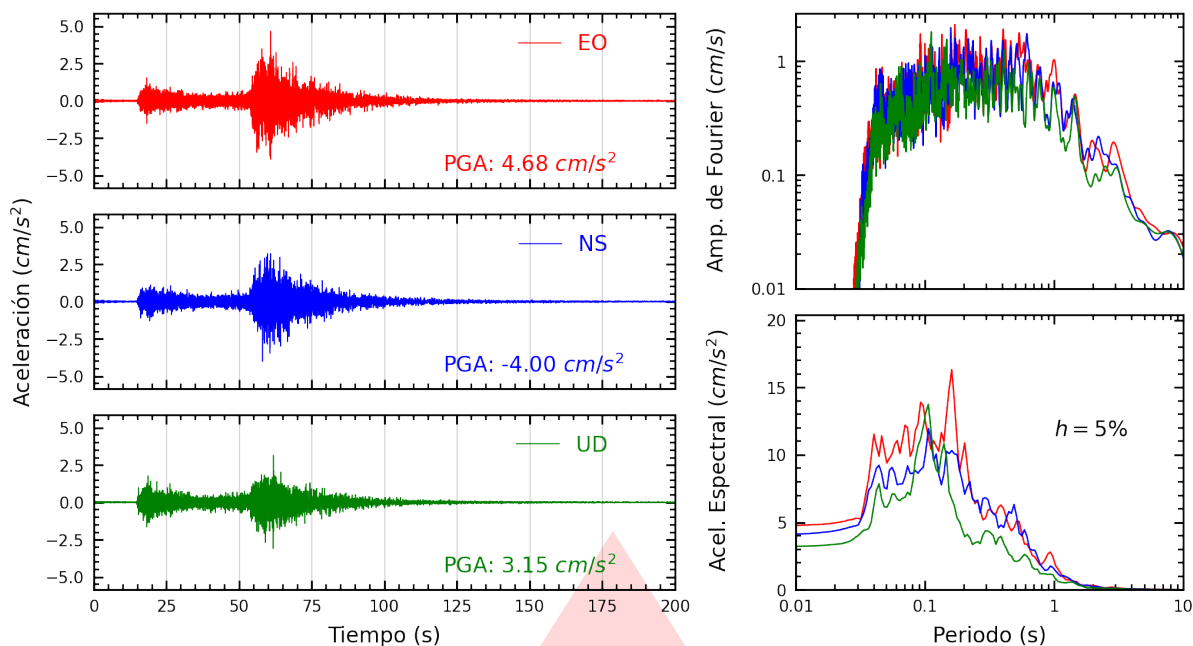 Aceleración (cm/s²)
5.0
2.5
0.0
−2.5
−5.0
EO
PGA: 4.68 cm/s²
5.0
2.5
0.0
−2.5
−5.0
NS
PGA: -4.00 cm/s²
5.0
2.5
0.0
−2.5
−5.0
UD
PGA: 3.15 cm/s²
0 25 50 75 100 125 150 175 200
Tiempo (s)
Amp. de Fourier (cm/s)
1
0.1
0.01
Acel. Espectral (cm/s²)
20
15
10
5
0
h = 5%
0.01 0.1 1 10
Periodo (s)